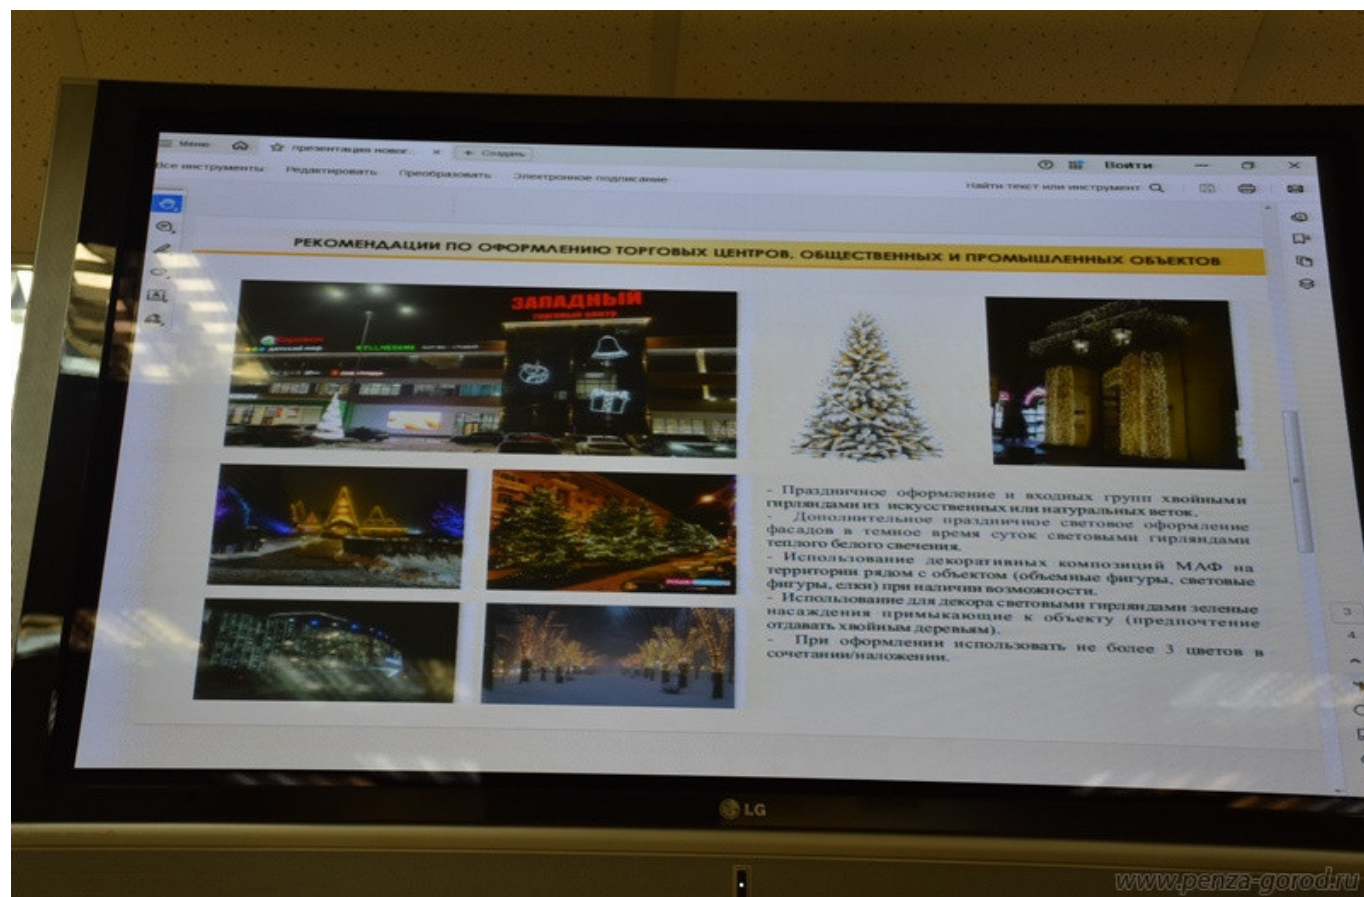 Меню
презентация новог...
+ Создать
Войти
Все инструменты
Редактировать
Преобразовать
Электронное подписание
Найти текст или инструмент
РЕКОМЕНДАЦИИ ПО ОФОРМЛЕНИЮ ТОРГОВЫХ ЦЕНТРОВ, ОБЩЕСТВЕННЫХ И ПРОМЫШЛЕННЫХ ОБЪЕКТОВ
ЗАПАДНЫЙ
торговый центр
детский мир
- Праздничное оформление и входных групп хвойными
гирляндами из искусственных или натуральных веток.
- Дополнительное праздничное световое оформление
фасадов в темное время суток световыми гирляндами
теплого белого свечения.
- Использование декоративных композиций МАФ на
территории рядом с объектом (объемные фигуры, световые
фигуры, елки) при наличии возможности.
- Использование для декора световыми гирляндами зеленые
насаждения примыкающие к объекту (предпочтение
отдавать хвойным деревьям).
- При оформлении использовать не более 3 цветов в
сочетании/наложении.
3
4
LG
www.penza-gorod.ru